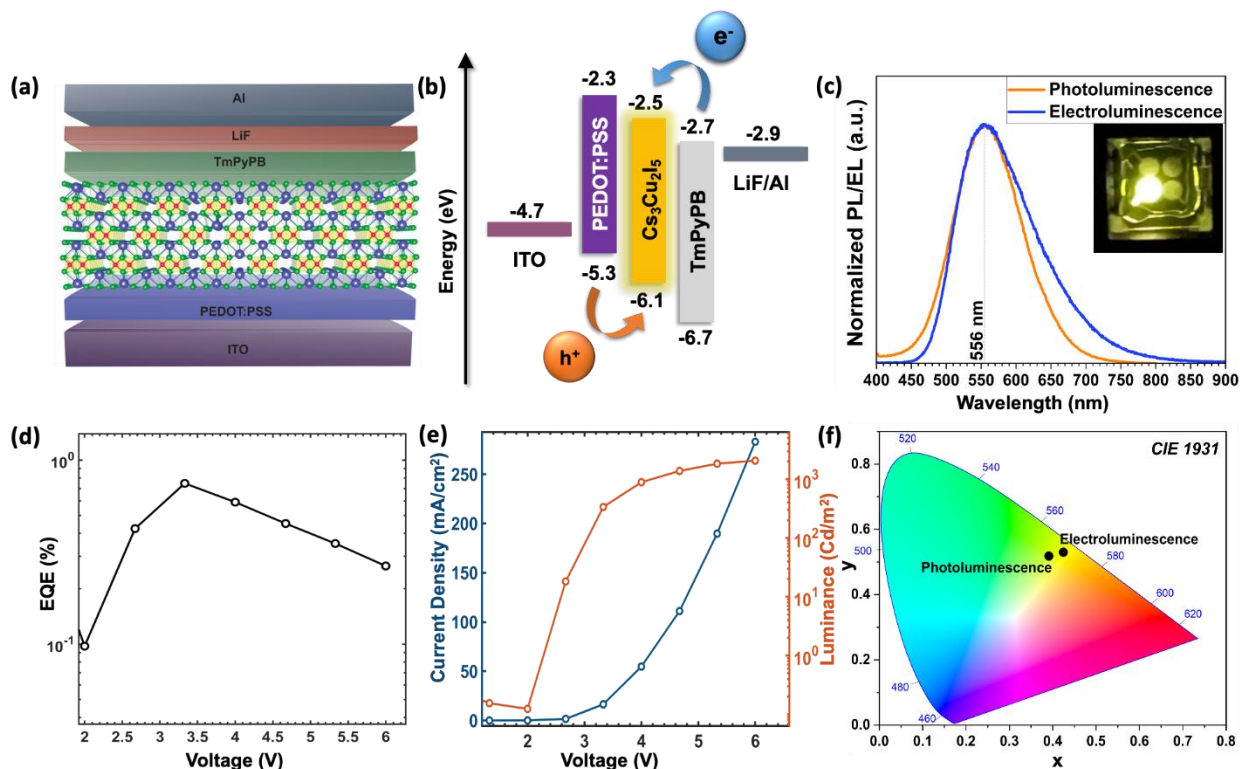 (a)
Al
LiF
TmPyPB
PEDOT:PSS
ITO
(b)
Energy (eV)
e-
-2.3
-2.5
-2.7
-2.9
LiF/Al
-4.7
ITO
PEDOT:PSS
Cs3Cu2I5
TmPyPB
-5.3
-6.1
-6.7
h+
(c)
Normalized PL/EL (a.u.)
Photoluminescence
Electroluminescence
556 nm
400 450 500 550 600 650 700 750 800 850 900
Wavelength (nm)
(d)
EQE (%)
10^0
10^-1
2 2.5 3 3.5 4 4.5 5 5.5 6
Voltage (V)
(e)
Current Density (mA/cm2)
250
200
150
100
50
0
2 3 4 5 6
Voltage (V)
Luminance (Cd/m2)
10^3
10^2
10^1
10^0
(f)
CIE 1931
y
0.8
0.6
0.4
0.2
0.0
520
540
560
500
580
600
620
480
460
Electroluminescence
Photoluminescence
0.0 0.1 0.2 0.3 0.4 0.5 0.6 0.7 0.8
x